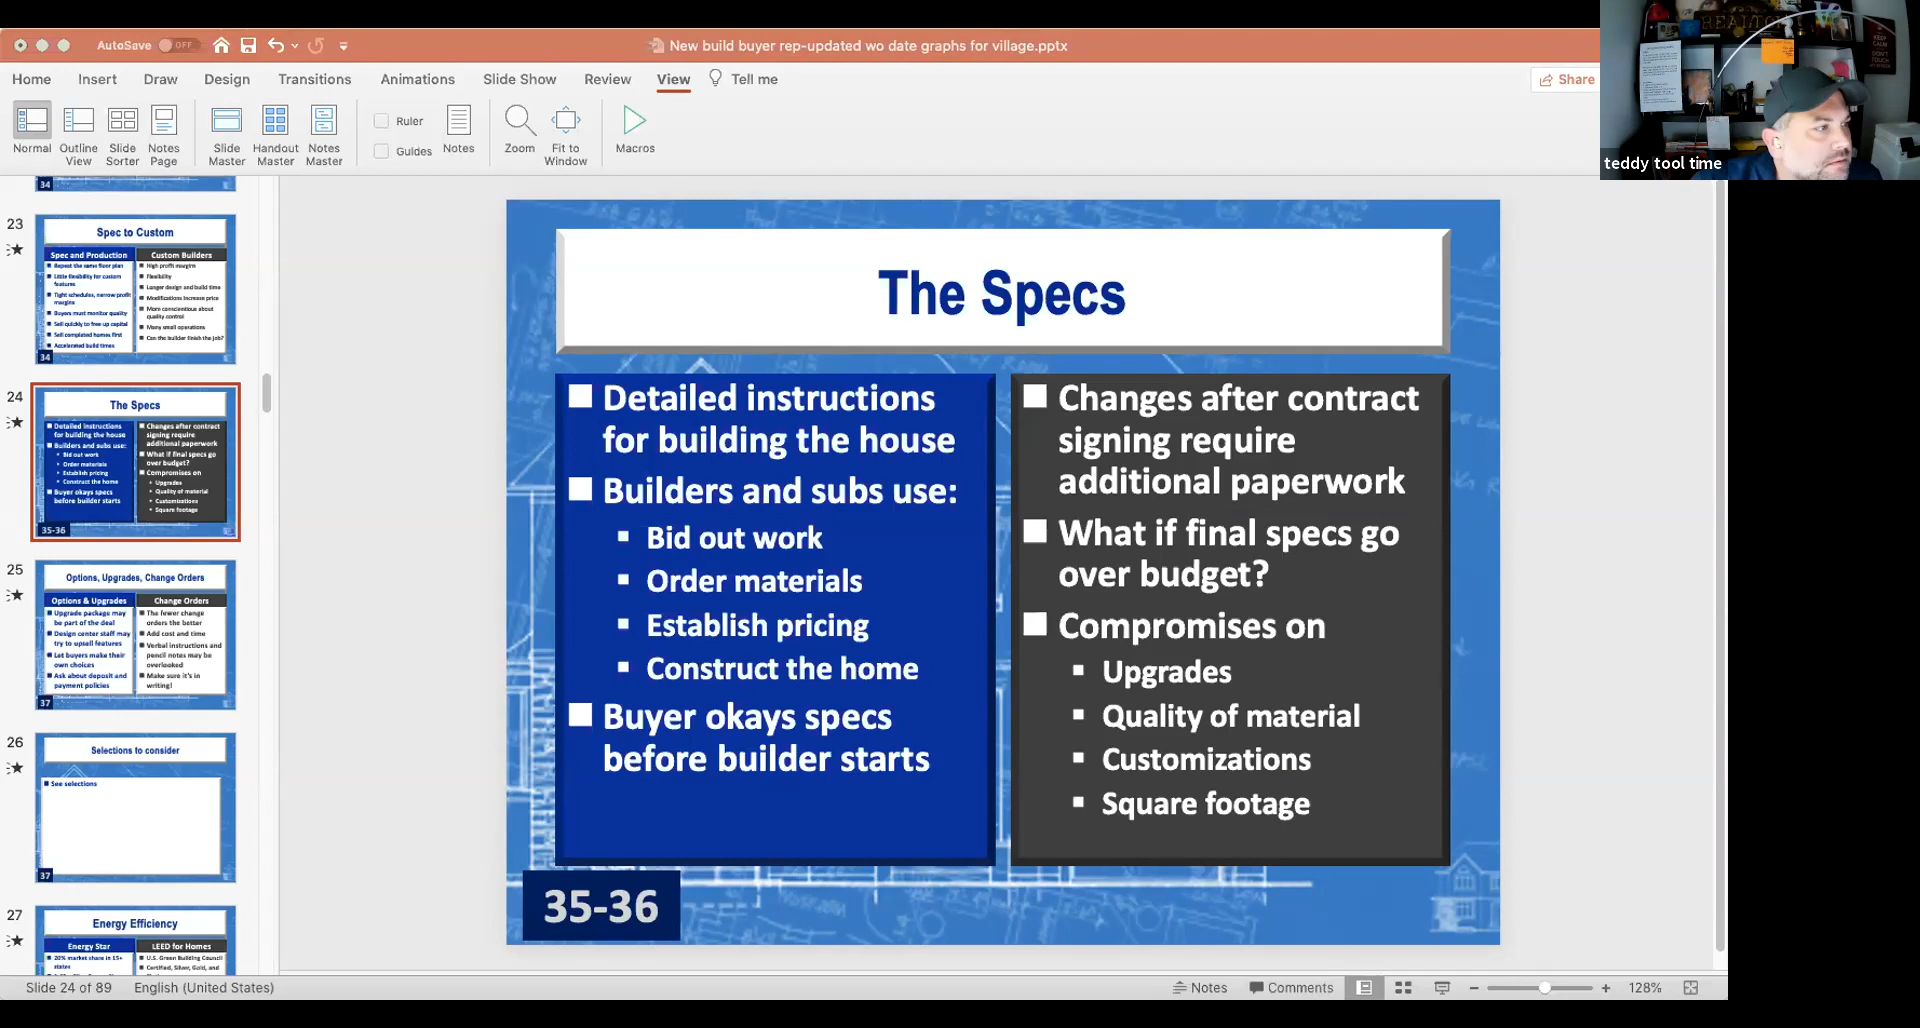 AutoSave OFF
New build buyer rep-updated wo date graphs for village.pptx
Home Insert Draw Design Transitions Animations Slide Show Review View Tell me
Share
Normal
Outline View
Slide Sorter
Notes Page
Slide Master
Handout Master
Notes Master
Ruler
Guides
Notes
Zoom
Fit to Window
Macros
REALTO
KEEP CALM
teddy tool time
34
23
Spec to Custom
Spec and Production
Repeat the same floor plan
Little flexibility for custom
features
Tight schedules, narrow profit
margins
Buyers must monitor quality
Sell quickly to free up capital
Sell completed homes first
Accelerated build times
Custom Builders
High profit margins
Flexibility
Longer design and build time
Modifications increase price
More conscientious about
quality control
Many small operations
Can the builder finish the job?
34
24
The Specs
Detailed instructions
for building the house
Builders and subs use:
Bid out work
Order materials
Establish pricing
Construct the home
Buyer okays specs
before builder starts
Changes after contract
signing require
additional paperwork
What if final specs go
over budget?
Compromises on
Upgrades
Quality of material
Customizations
Square footage
35-36
25
Options, Upgrades, Change Orders
Options & Upgrades
Upgrade package may
be part of the deal
Design center staff may
try to upsell features
Let buyers make their
own choices
Ask about deposit and
payment policies
Change Orders
The fewer change
orders the better
Add cost and time
Verbal instructions and
pencil notes may be
overlooked
Make sure it's in
writing!
37
26
Selections to consider
See selections
37
27
Energy Efficiency
Energy Star
20% market share in 15+
states
LEED for Homes
U.S. Green Building Council
Certified, Silver, Gold, and
The Specs
Detailed instructions
for building the house
Builders and subs use:
Bid out work
Order materials
Establish pricing
Construct the home
Buyer okays specs
before builder starts
Changes after contract
signing require
additional paperwork
What if final specs go
over budget?
Compromises on
Upgrades
Quality of material
Customizations
Square footage
35-36
Slide 24 of 89 English (United States)
Notes Comments 128%